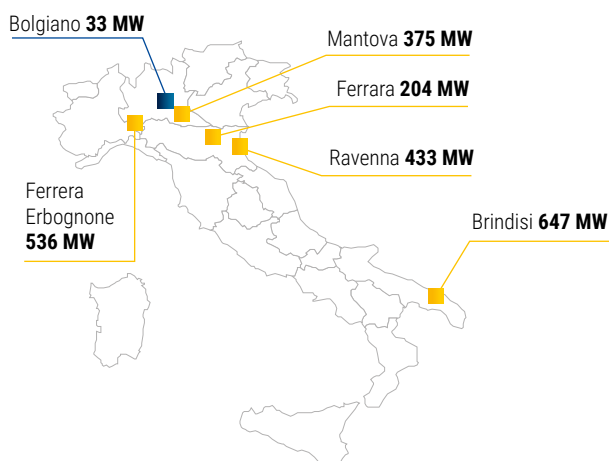 Bolgiano 33 MW
Mantova 375 MW
Ferrara 204 MW
Ravenna 433 MW
Ferrera
Erbognone
536 MW
Brindisi 647 MW